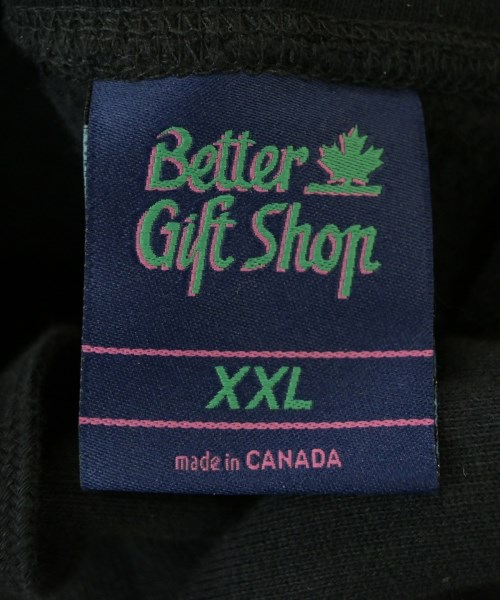 Better
Gift Shop
XXL
made in CANADA